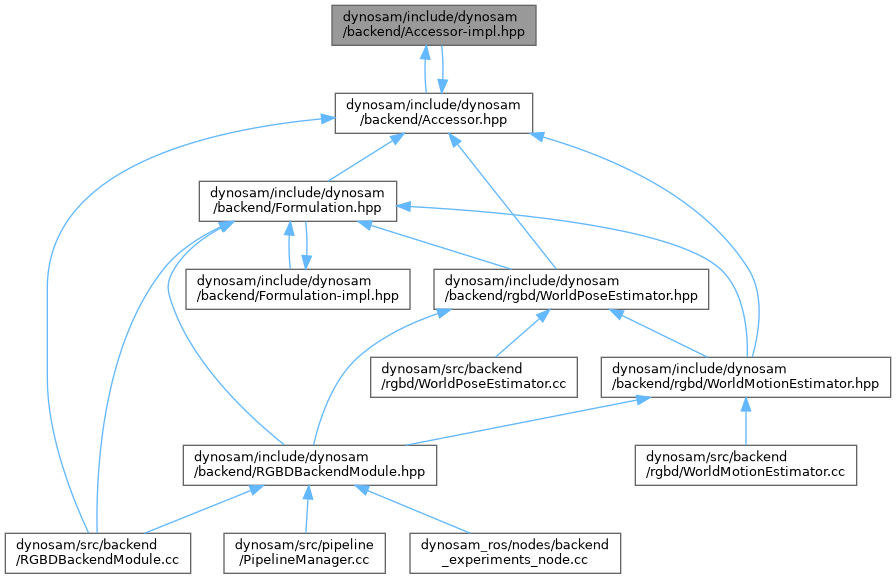 dynosam/include/dynosam
/backend/Accessor-impl.hpp
dynosam/include/dynosam
/backend/Accessor.hpp
dynosam/include/dynosam
/backend/Formulation.hpp
dynosam/include/dynosam
/backend/Formulation-impl.hpp
dynosam/include/dynosam
/backend/rgbd/WorldPoseEstimator.hpp
dynosam/src/backend
/rgbd/WorldPoseEstimator.cc
dynosam/include/dynosam
/backend/rgbd/WorldMotionEstimator.hpp
dynosam/include/dynosam
/backend/RGBDBackendModule.hpp
dynosam/src/backend
/rgbd/WorldMotionEstimator.cc
dynosam/src/backend
/RGBDBackendModule.cc
dynosam/src/pipeline
/PipelineManager.cc
dynosam_ros/nodes/backend
_experiments_node.cc